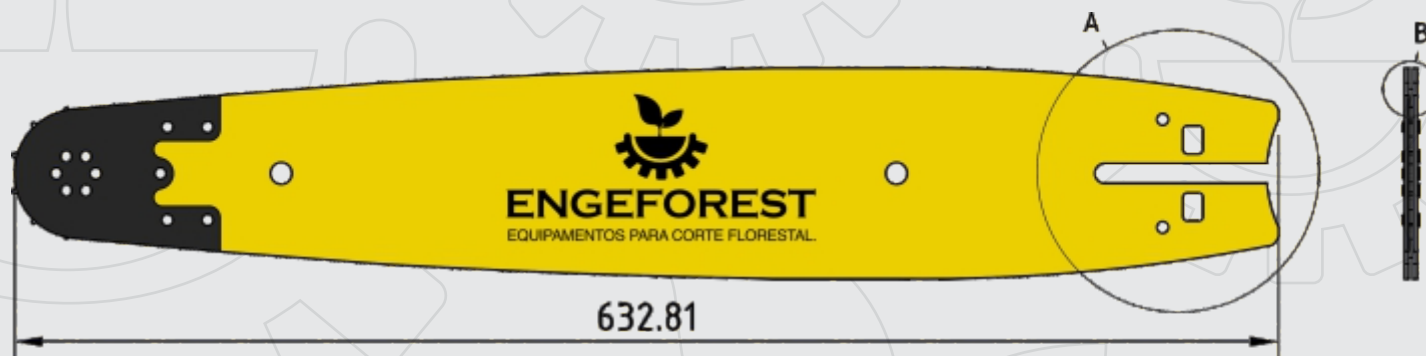 A
B
ENGEFOREST
EQUIPAMENTOS PARA CORTE FLORESTAL.
632.81